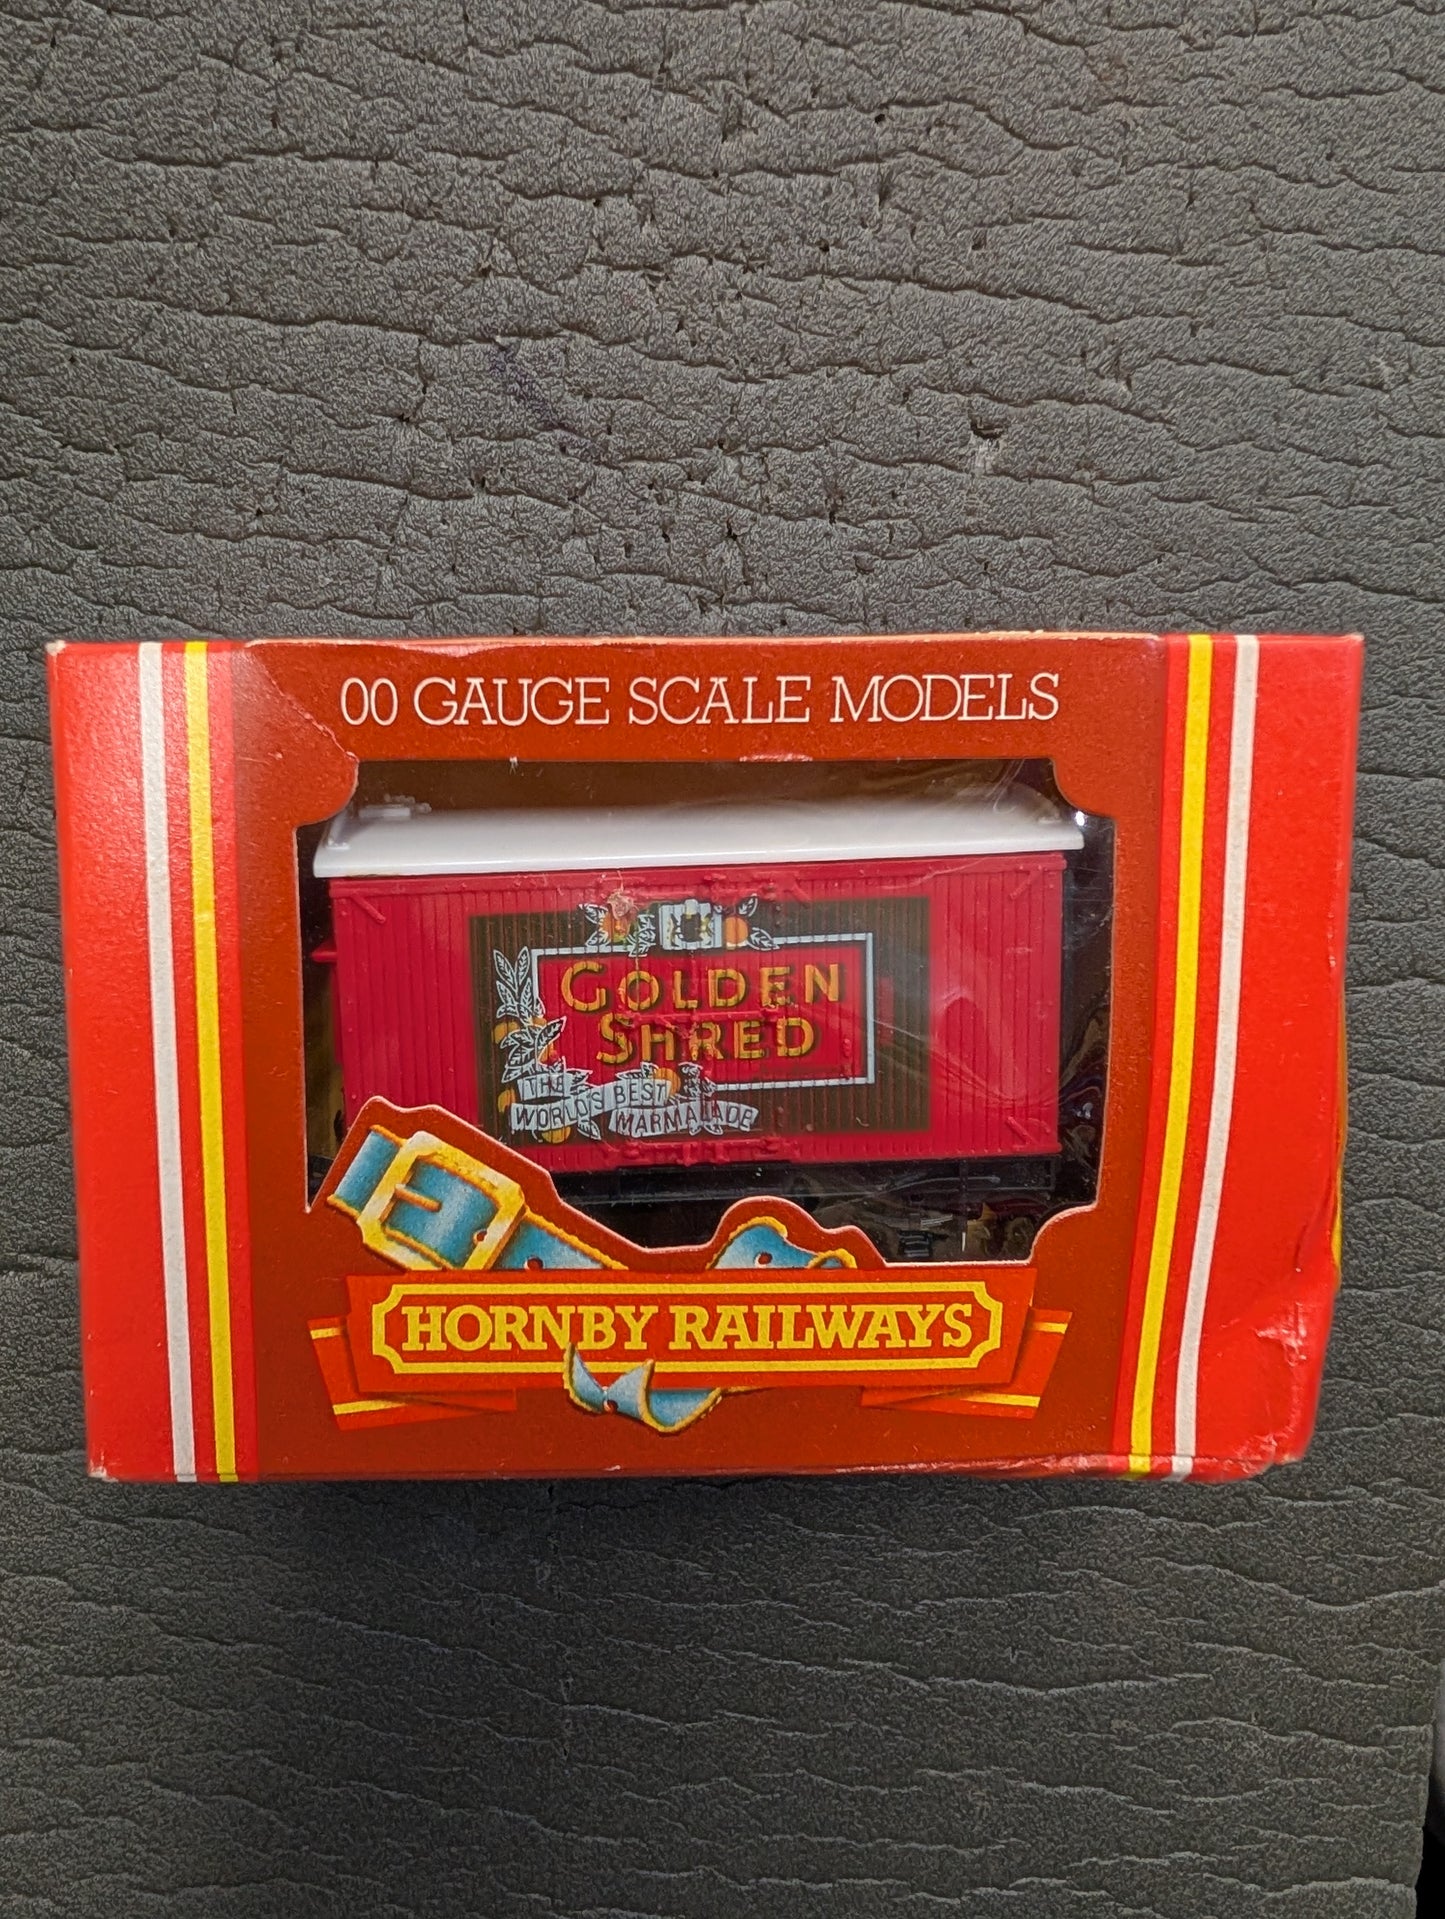 00 GAUGE SCALE MODELS
GOLDEN
SHRED
THE
WORLD'S BEST
MARMALADE
HORNBY RAILWAYS